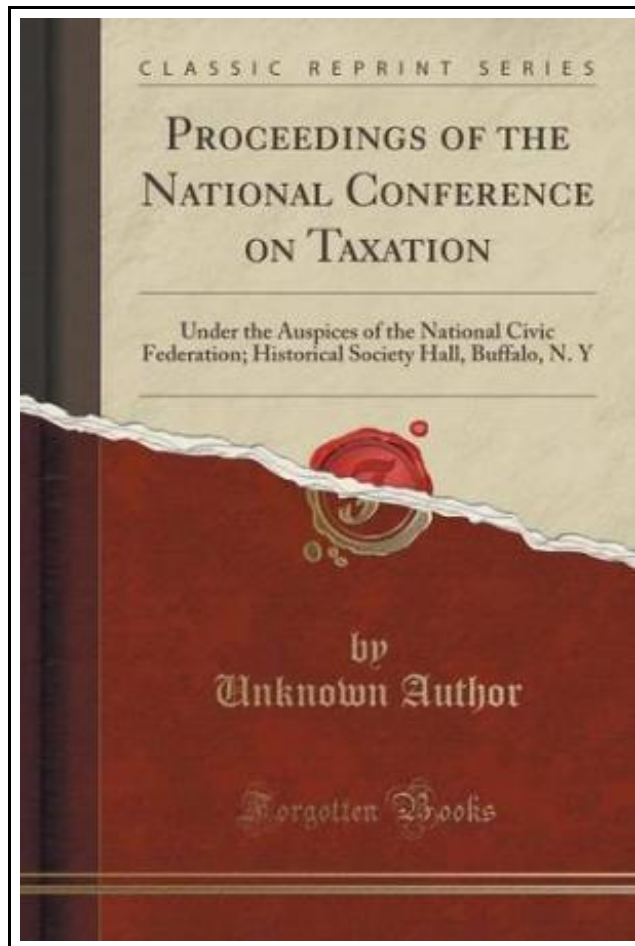 CLASSIC REPRINT SERIES
PROCEEDINGS OF THE
NATIONAL CONFERENCE
ON TAXATION
Under the Auspices of the National Civic
Federation; Historical Society Hall, Buffalo, N. Y
F
by
Unknown Author
Forgotten Books